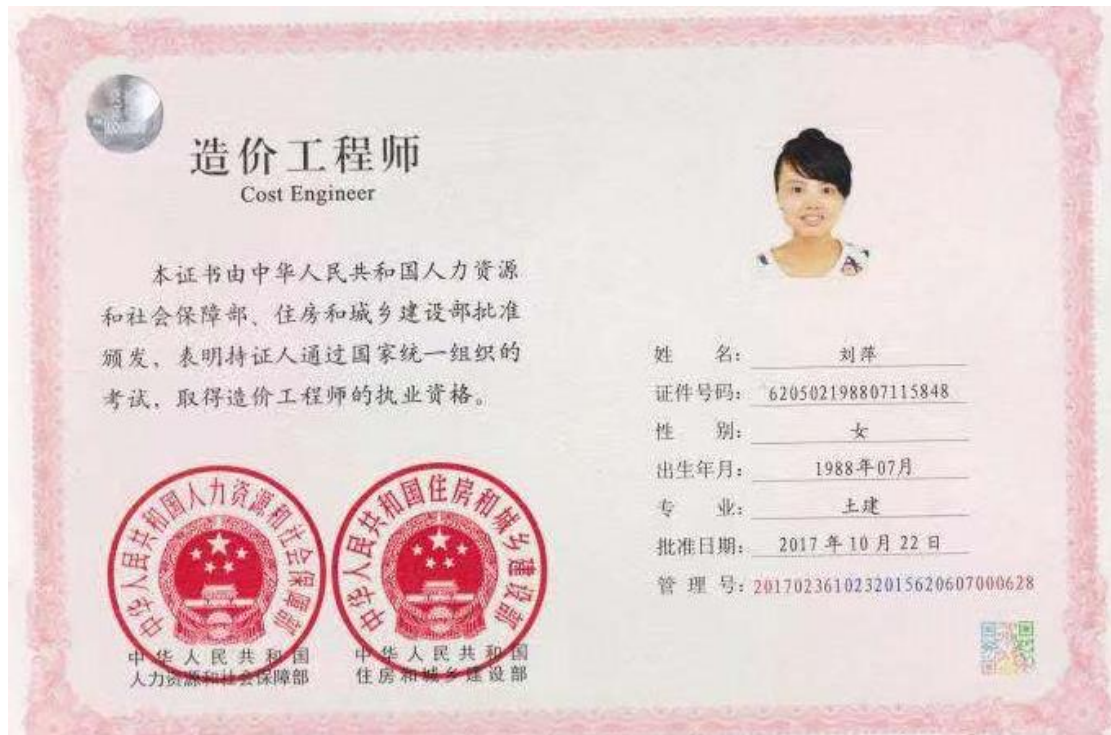 造价工程师
Cost Engineer
本证书由中华人民共和国人力资源
和社会保障部、住房和城乡建设部批准
颁发，表明持证人通过国家统一组织的
考试，取得造价工程师的执业资格。
中华人民共和国人力资源和社会保障部
中华人民共和国住房和城乡建设部
中华人民共和国
人力资源和社会保障部
中华人民共和国
住房和城乡建设部
姓 名： 刘萍
证件号码： 620502198807115848
性 别： 女
出生年月： 1988年07月
专 业： 土建
批准日期： 2017年10月22日
管 理 号：2017023610232015620607000628